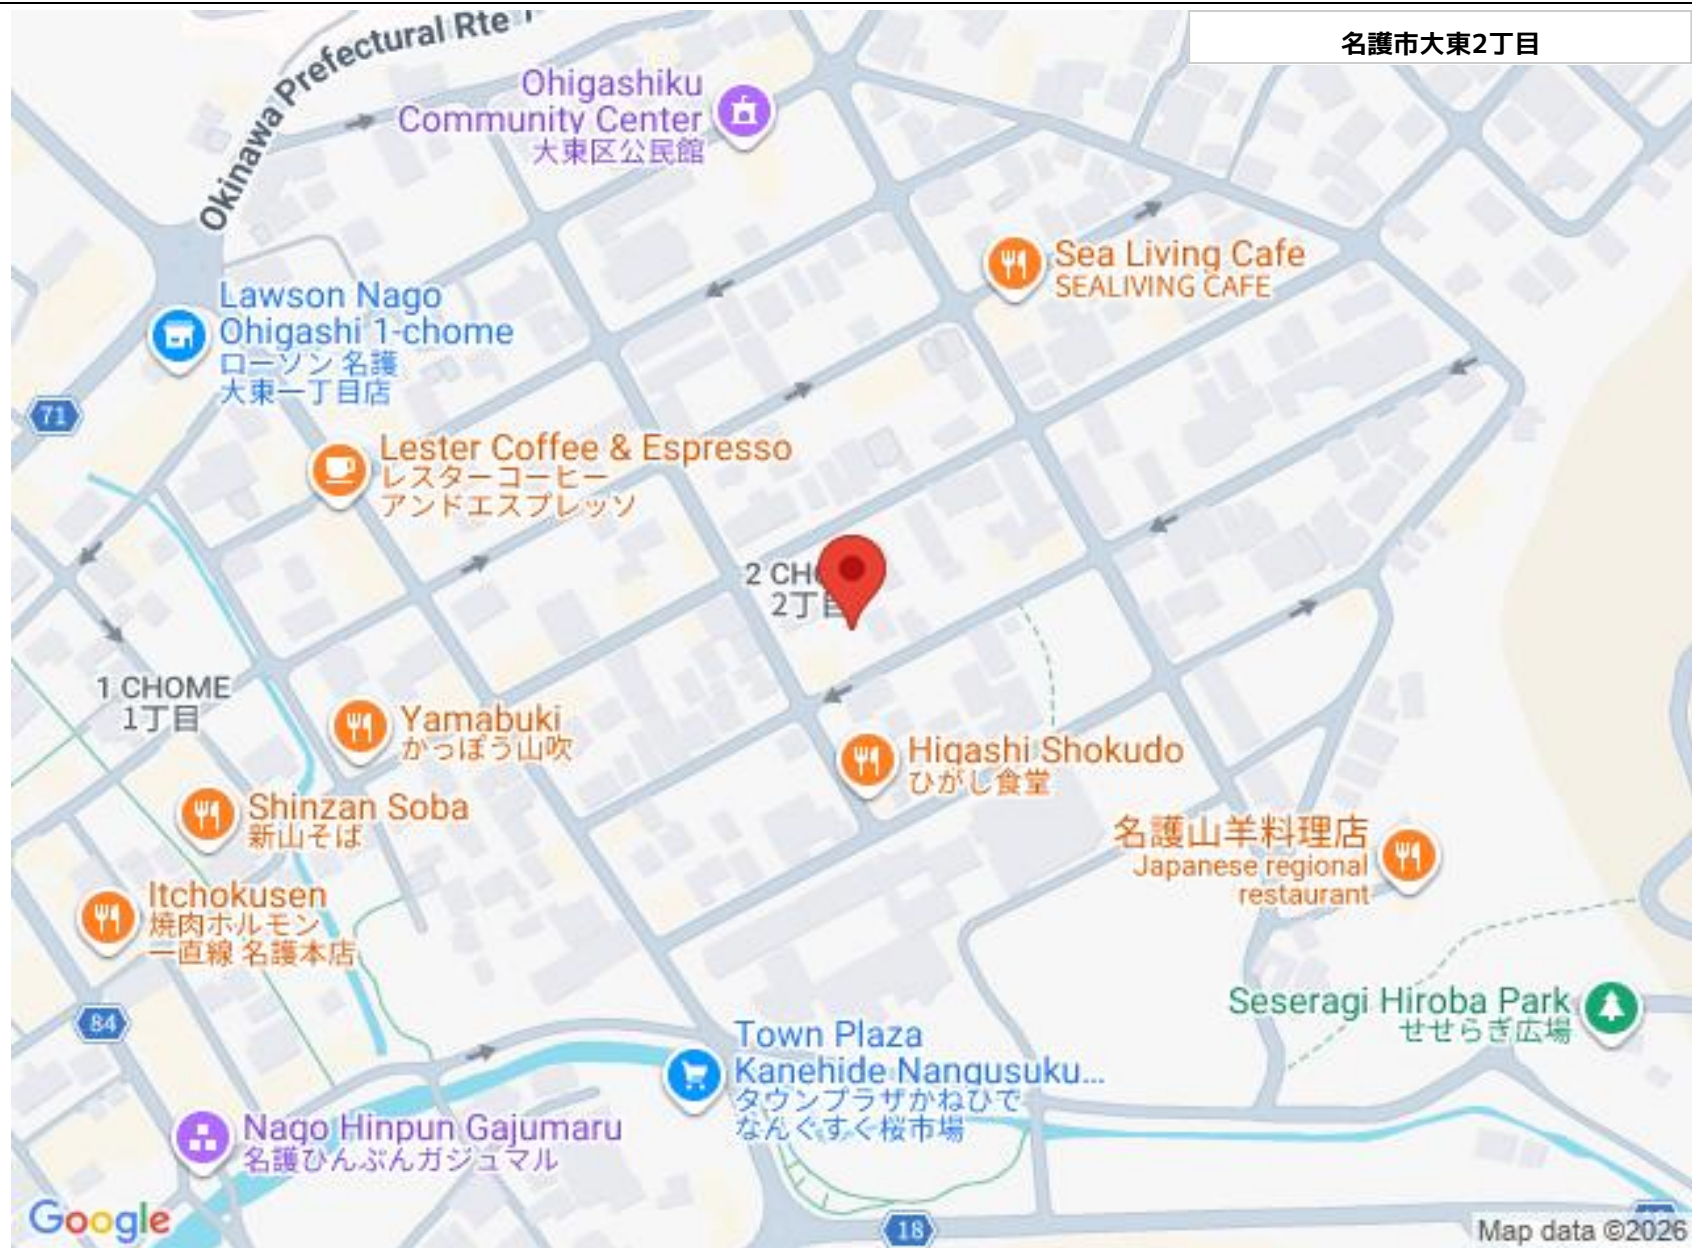 名護市大東2丁目
Okinawa Prefectural Rte
Ohigashiku
Community Center
大東区公民館
Sea Living Cafe
SEALIVING CAFE
Lawson Nago
Ohigashi 1-chome
ローソン 名護
大東一丁目店
71
Lester Coffee & Espresso
レスターコーヒー
アンドエスプレッソ
2丁目
1 CHOME
1丁目
Yamabuki
かっぽう山吹
Higashi Shokudo
ひがし食堂
Shinzan Soba
新山そば
名護山羊料理店
Japanese regional
restaurant
Itchokusen
焼肉ホルモン
一直線 名護本店
Seseragi Hiroba Park
せせらぎ広場
84
Town Plaza
Kanehide Nangusuku...
タウンプラザかねひで
なんぐすく桜市場
Nago Hinpun Gajumaru
名護ひんぷんガジュマル
Google
18
Map data ©2026